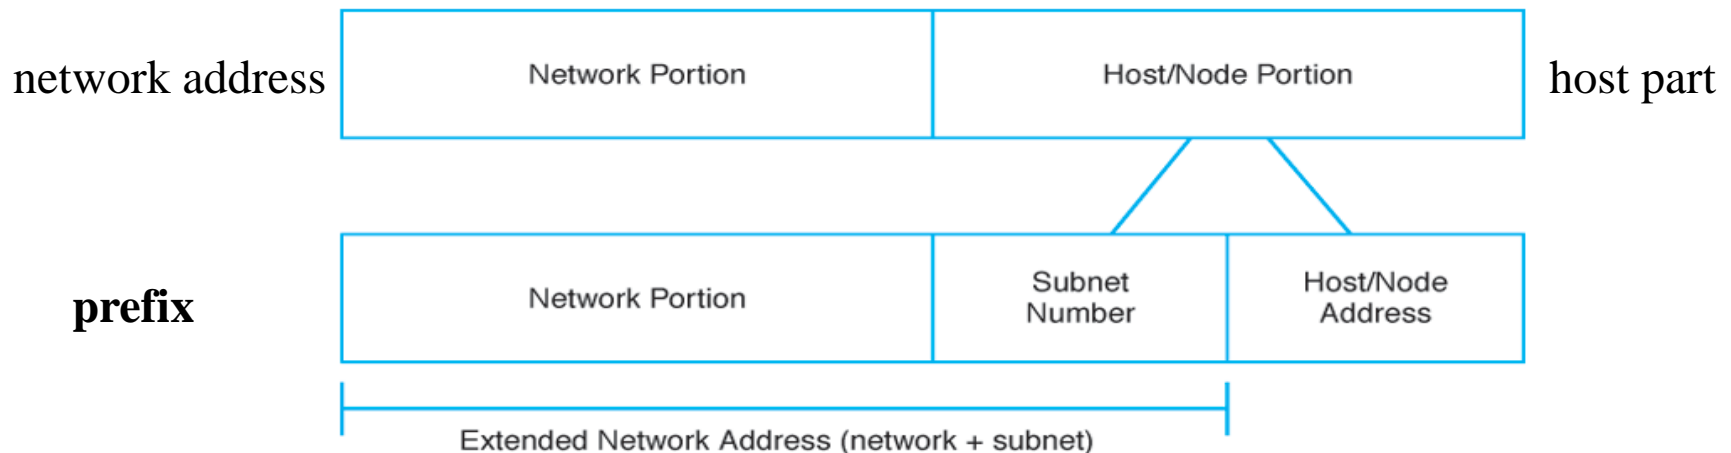 network address Network Portion Host/Node Portion host part
prefix Network Portion Subnet Number Host/Node Address
Extended Network Address (network + subnet)